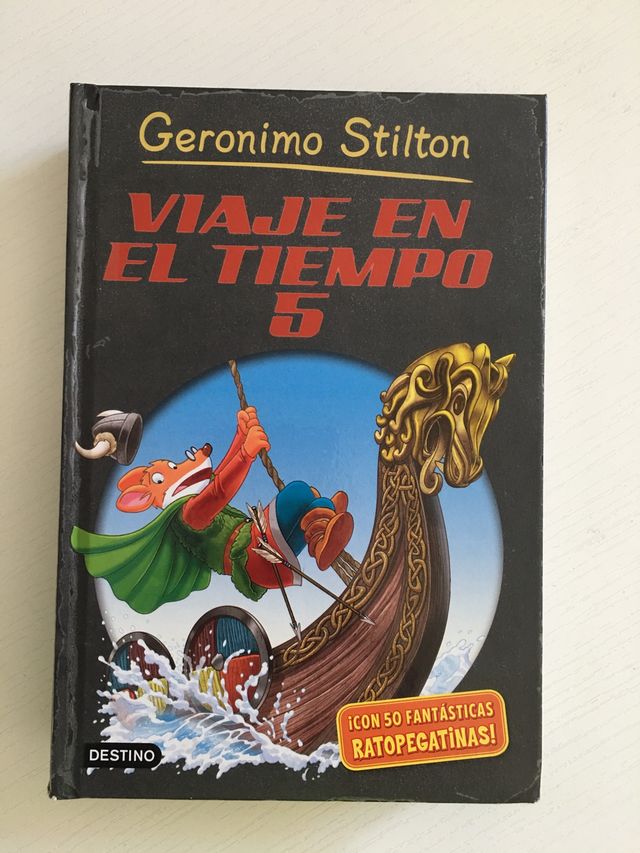 Geronimo Stilton
VIAJE EN
EL TIEMPO
5
¡CON 50 FANTÁSTICAS
RATOPEGATINAS!
DESTINO